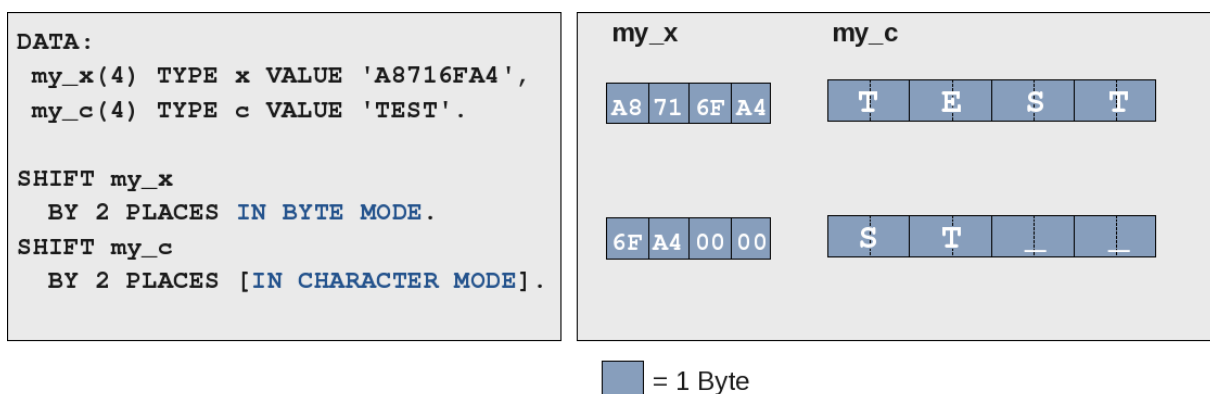 DATA:
my_x(4) TYPE x VALUE 'A8716FA4',
my_c(4) TYPE c VALUE 'TEST'.
SHIFT my_x
BY 2 PLACES IN BYTE MODE.
SHIFT my_c
BY 2 PLACES [IN CHARACTER MODE].
my_x my_c
A8 71 6F A4 T E S T
6F A4 00 00 S T _ _
= 1 Byte